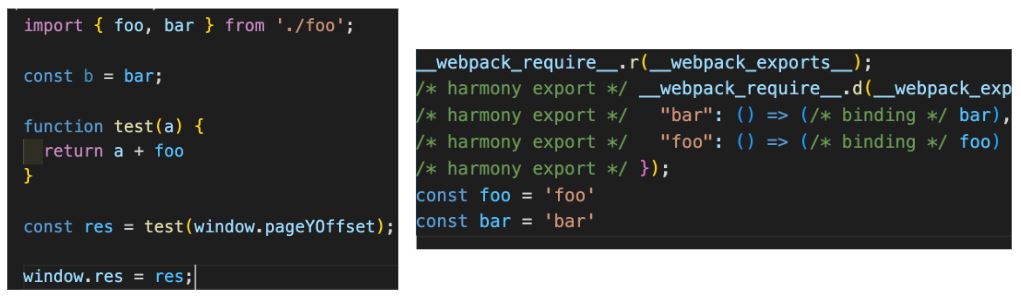 import { foo, bar } from './foo';
const b = bar;
function test(a) {
return a + foo
}
const res = test(window.pageYOffset);
window.res = res;
__webpack_require__.r(__webpack_exports__);
/* harmony export */ __webpack_require__.d(__webpack_exp
/* harmony export */   "bar": () => (/* binding */ bar),
/* harmony export */   "foo": () => (/* binding */ foo)
/* harmony export */ });
const foo = 'foo'
const bar = 'bar'